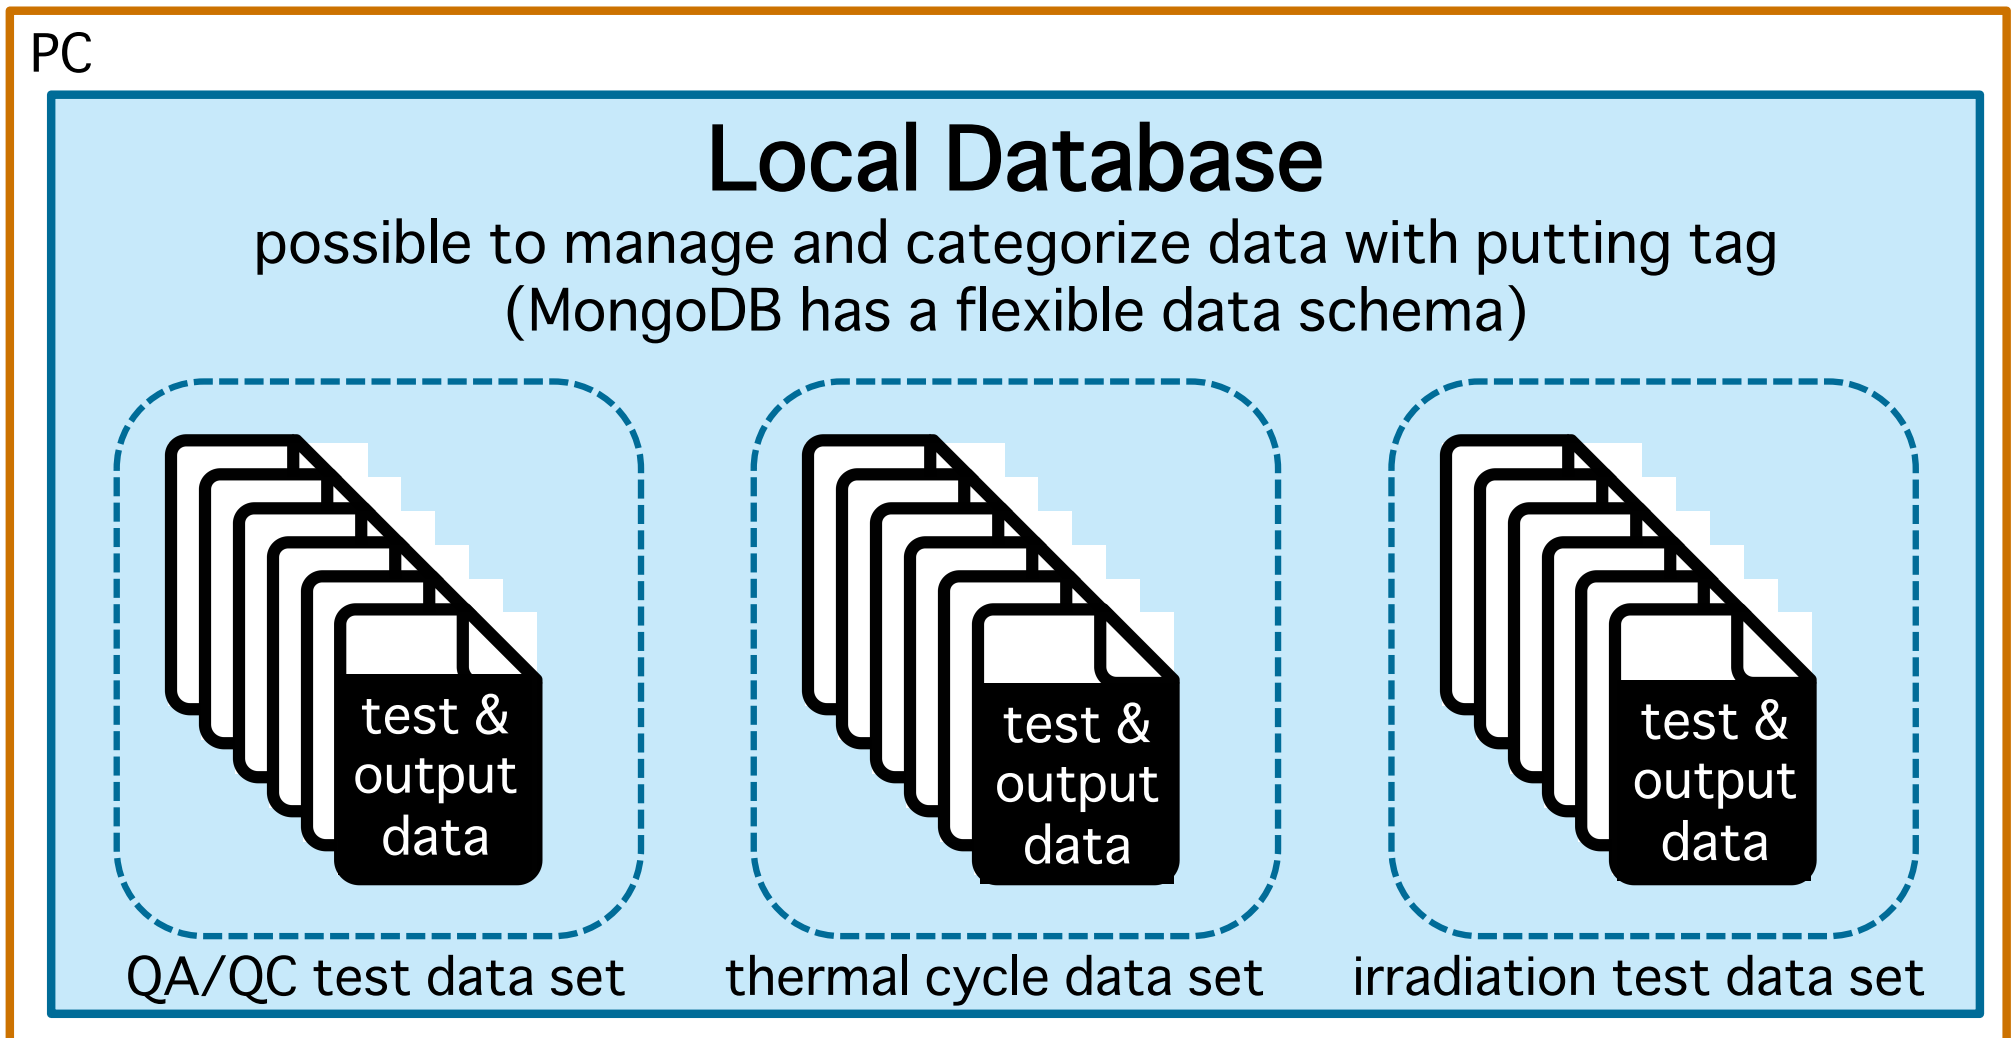 PC
Local Database
possible to manage and categorize data with putting tag
(MongoDB has a flexible data schema)
test &
output
data
test &
output
data
test &
output
data
QA/QC test data set
thermal cycle data set
irradiation test data set